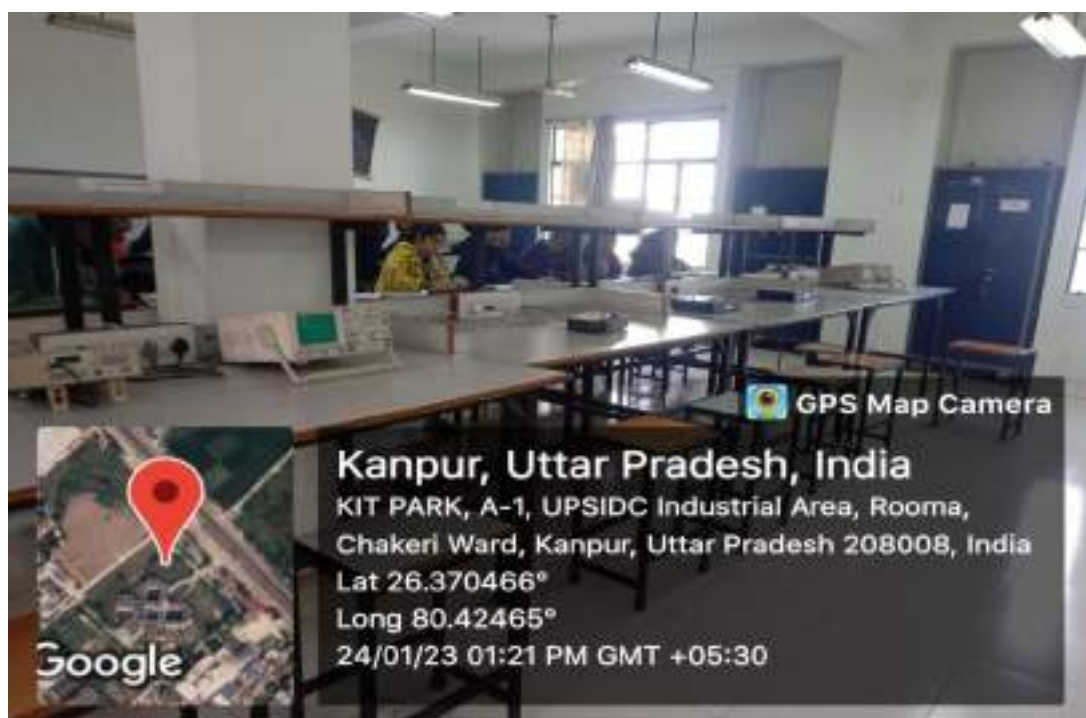 GPS Map Camera
Kanpur, Uttar Pradesh, India
KIT PARK, A-1, UPSIDC Industrial Area, Rooma,
Chakeri Ward, Kanpur, Uttar Pradesh 208008, India
Lat 26.370466°
Long 80.42465°
24/01/23 01:21 PM GMT +05:30
Google